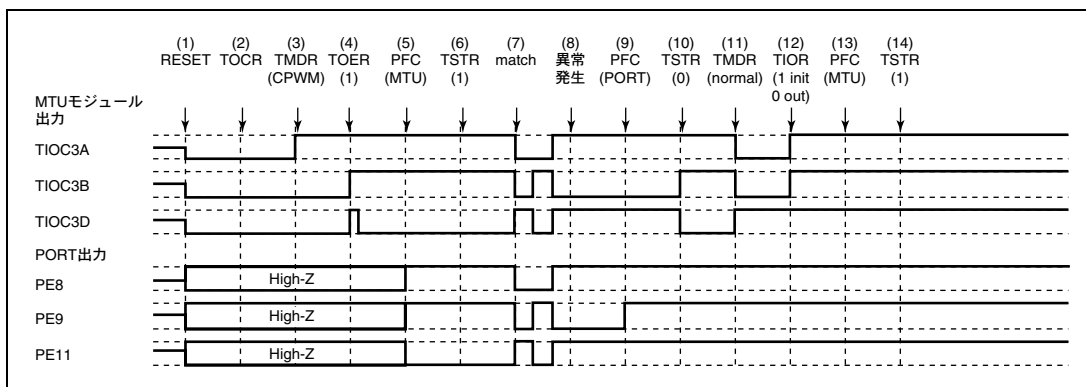 (1) (2) (3) (4) (5) (6) (7) (8) (9) (10) (11) (12) (13) (14)
RESET TOCR TMDR TOER PFC TSTR match 異常 PFC TSTR TMDR TIOR PFC TSTR
(CPWM) (1) (MTU) (1) 発生 (PORT) (0) (normal) (1 init (MTU) (1)
0 out)
MTUモジュール
出力
TIOC3A
TIOC3B
TIOC3D
PORT出力
PE8 High-Z
PE9 High-Z
PE11 High-Z